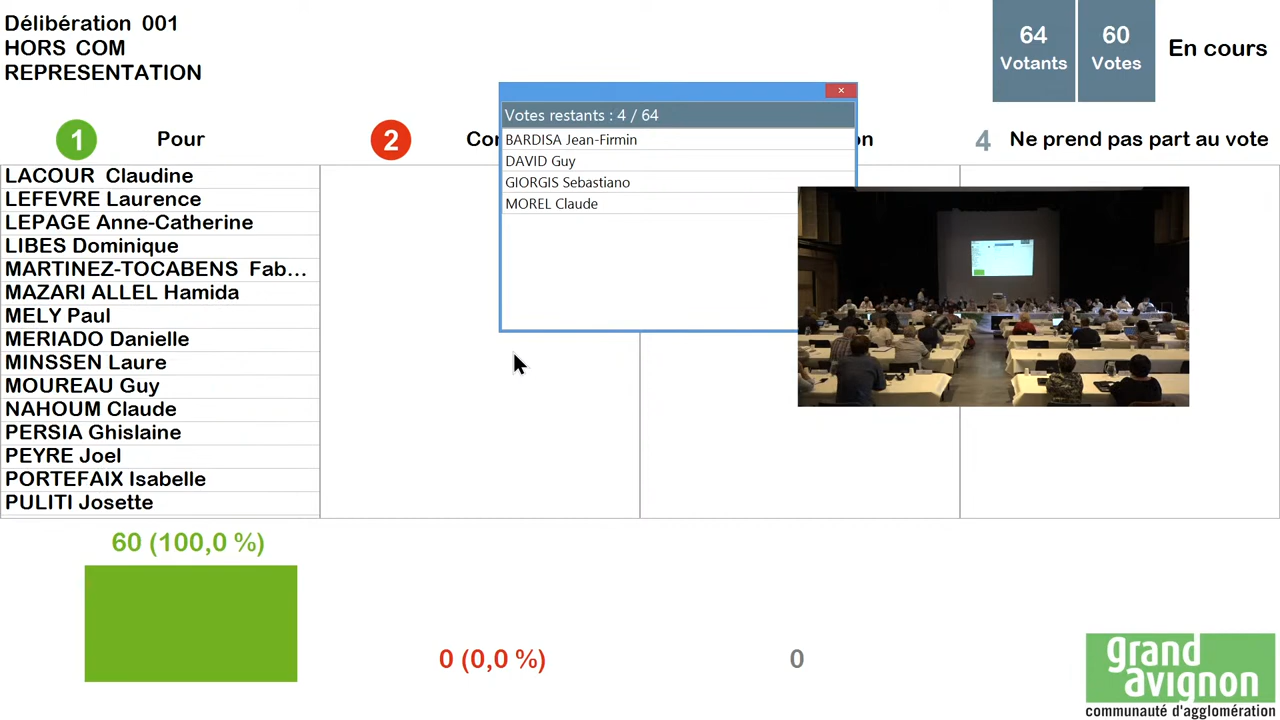 Délibération 001
HORS COM
REPRESENTATION
64
Votants
60
Votes
En cours
1
Pour
2
4
Ne prend pas part au vote
Votes restants : 4 / 64
BARDISA Jean-Firmin
DAVID Guy
GIORGIS Sebastiano
MOREL Claude
LACOUR Claudine
LEFEVRE Laurence
LEPAGE Anne-Catherine
LIBES Dominique
MARTINEZ-TOCABENS Fab...
MAZARI ALLEL Hamida
MELY Paul
MERIADO Danielle
MINSSEN Laure
MOUREAU Guy
NAHOUM Claude
PERSIA Ghislaine
PEYRE Joel
PORTEFAIX Isabelle
PULITI Josette
60 (100,0 %)
0 (0,0 %)
0
grand
avignon
communauté d'agglomération